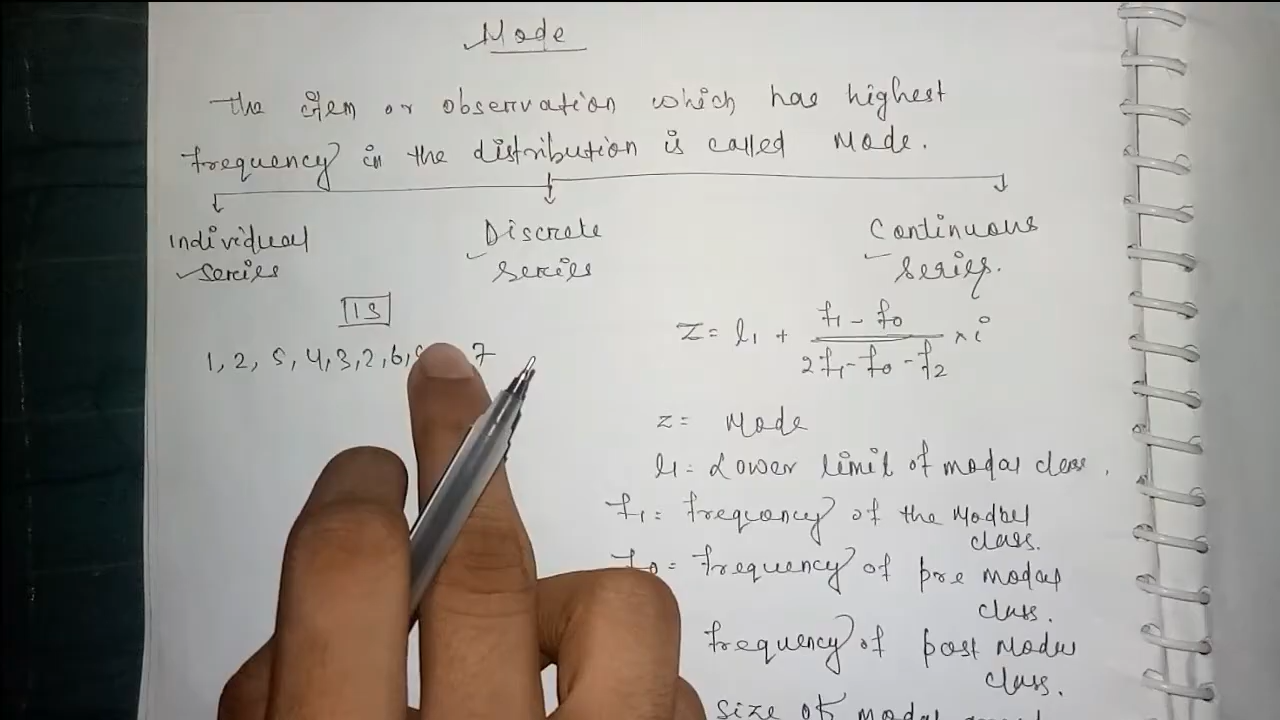 Mode
The item or observation which has highest
frequency in the distribution is called Mode.
Individual
series
Discrete
series
Continuous
series.
IS
1, 2, 5, 4, 3, 2, 6, 7
Z = l1 + (f1 - f0) / (2f1 - f0 - f2) × i
z = Mode
l1 = Lower limit of modal class.
f1 = frequency of the Modal
class.
f0 = frequency of pre modal
class.
frequency of post Modal
class.
size of modal